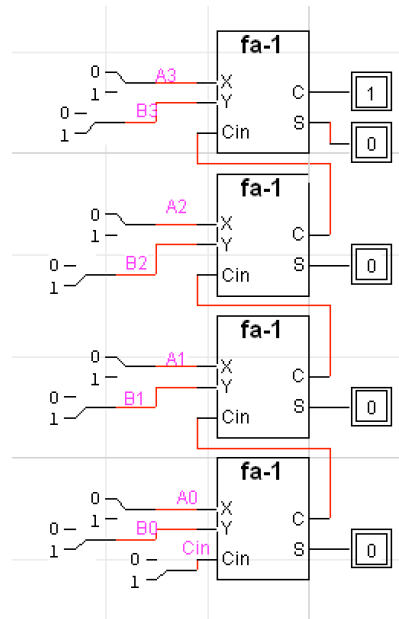 fa-1
0 A3 X
1 C 1
0 B3 Y
1 Cin S 0
fa-1
0 A2 X
1 C
0 B2 Cin S 0
1 Y
fa-1
0 A1 X
1 C
0 B1 Y
1 Cin S 0
fa-1
0 A0 X
1 C
0 B0 Y
1 Cin Cin S 0
0
1